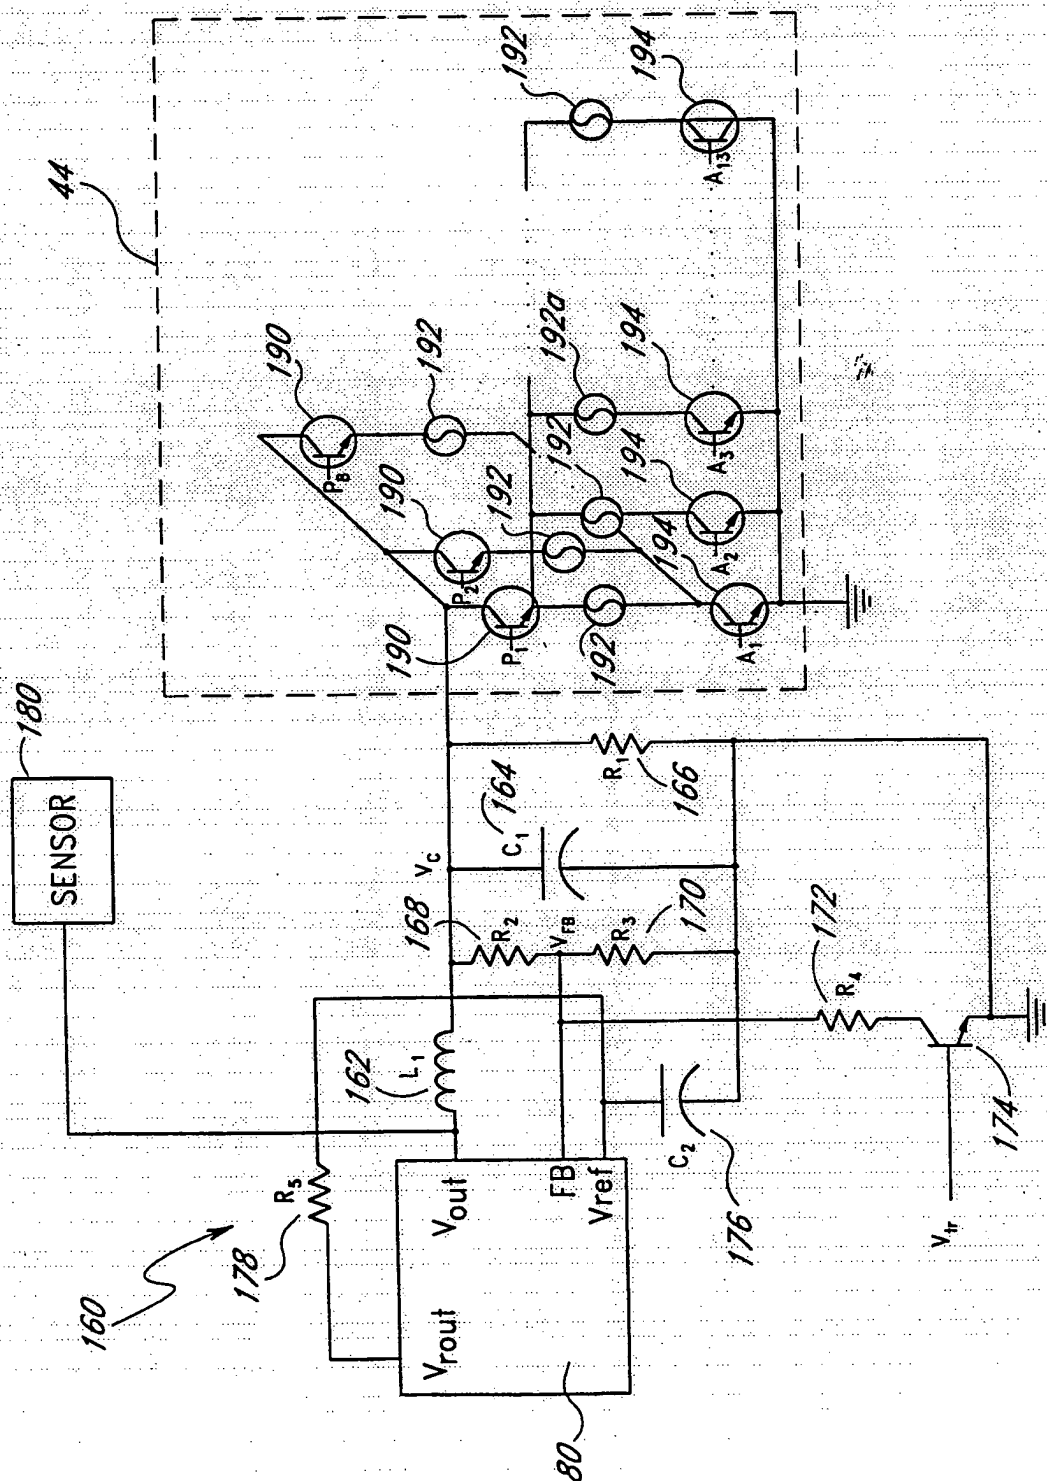 44
180
SENSOR
160
178
R5
162
L1
Vrout
Vout
FB
Vref
80
VC
168
R2
VFB
R3
170
C1
164
R1
166
C2
176
172
R4
174
Vtr
190
P1
190
P2
190
P8
192
192
192
192
192a
192
194
A1
194
A2
194
A3
194
A13